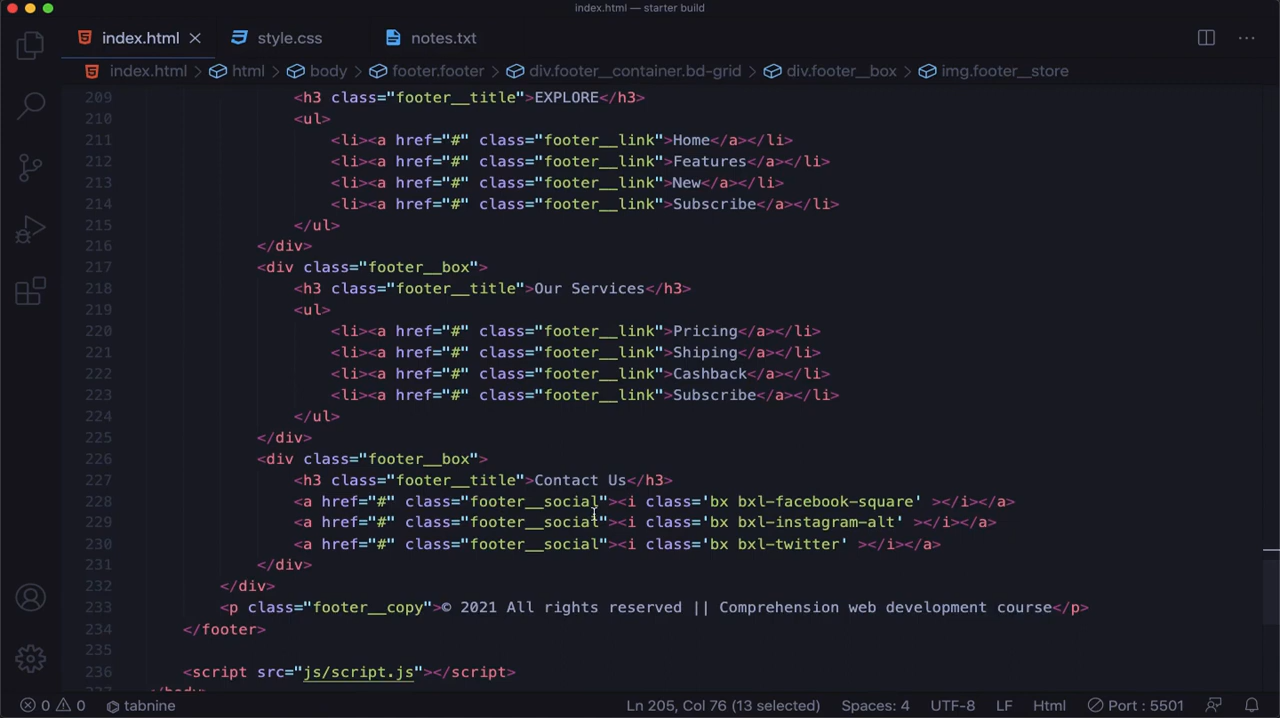 index.html — starter build
index.html style.css notes.txt
index.html > html > body > footer.footer > div.footer__container.bd-grid > div.footer__box > img.footer__store
209 <h3 class="footer__title">EXPLORE</h3>
210 <ul>
211 <li><a href="#" class="footer__link">Home</a></li>
212 <li><a href="#" class="footer__link">Features</a></li>
213 <li><a href="#" class="footer__link">New</a></li>
214 <li><a href="#" class="footer__link">Subscribe</a></li>
215 </ul>
216 </div>
217 <div class="footer__box">
218 <h3 class="footer__title">Our Services</h3>
219 <ul>
220 <li><a href="#" class="footer__link">Pricing</a></li>
221 <li><a href="#" class="footer__link">Shiping</a></li>
222 <li><a href="#" class="footer__link">Cashback</a></li>
223 <li><a href="#" class="footer__link">Subscribe</a></li>
224 </ul>
225 </div>
226 <div class="footer__box">
227 <h3 class="footer__title">Contact Us</h3>
228 <a href="#" class="footer__social"><i class='bx bxl-facebook-square' ></i></a>
229 <a href="#" class="footer__social"><i class='bx bxl-instagram-alt' ></i></a>
230 <a href="#" class="footer__social"><i class='bx bxl-twitter' ></i></a>
231 </div>
232 </div>
233 <p class="footer__copy">© 2021 All rights reserved || Comprehension web development course</p>
234 </footer>
235
236 <script src="js/script.js"></script>
237 </body>
0 0 tabnine Ln 205, Col 76 (13 selected) Spaces: 4 UTF-8 LF Html Port : 5501